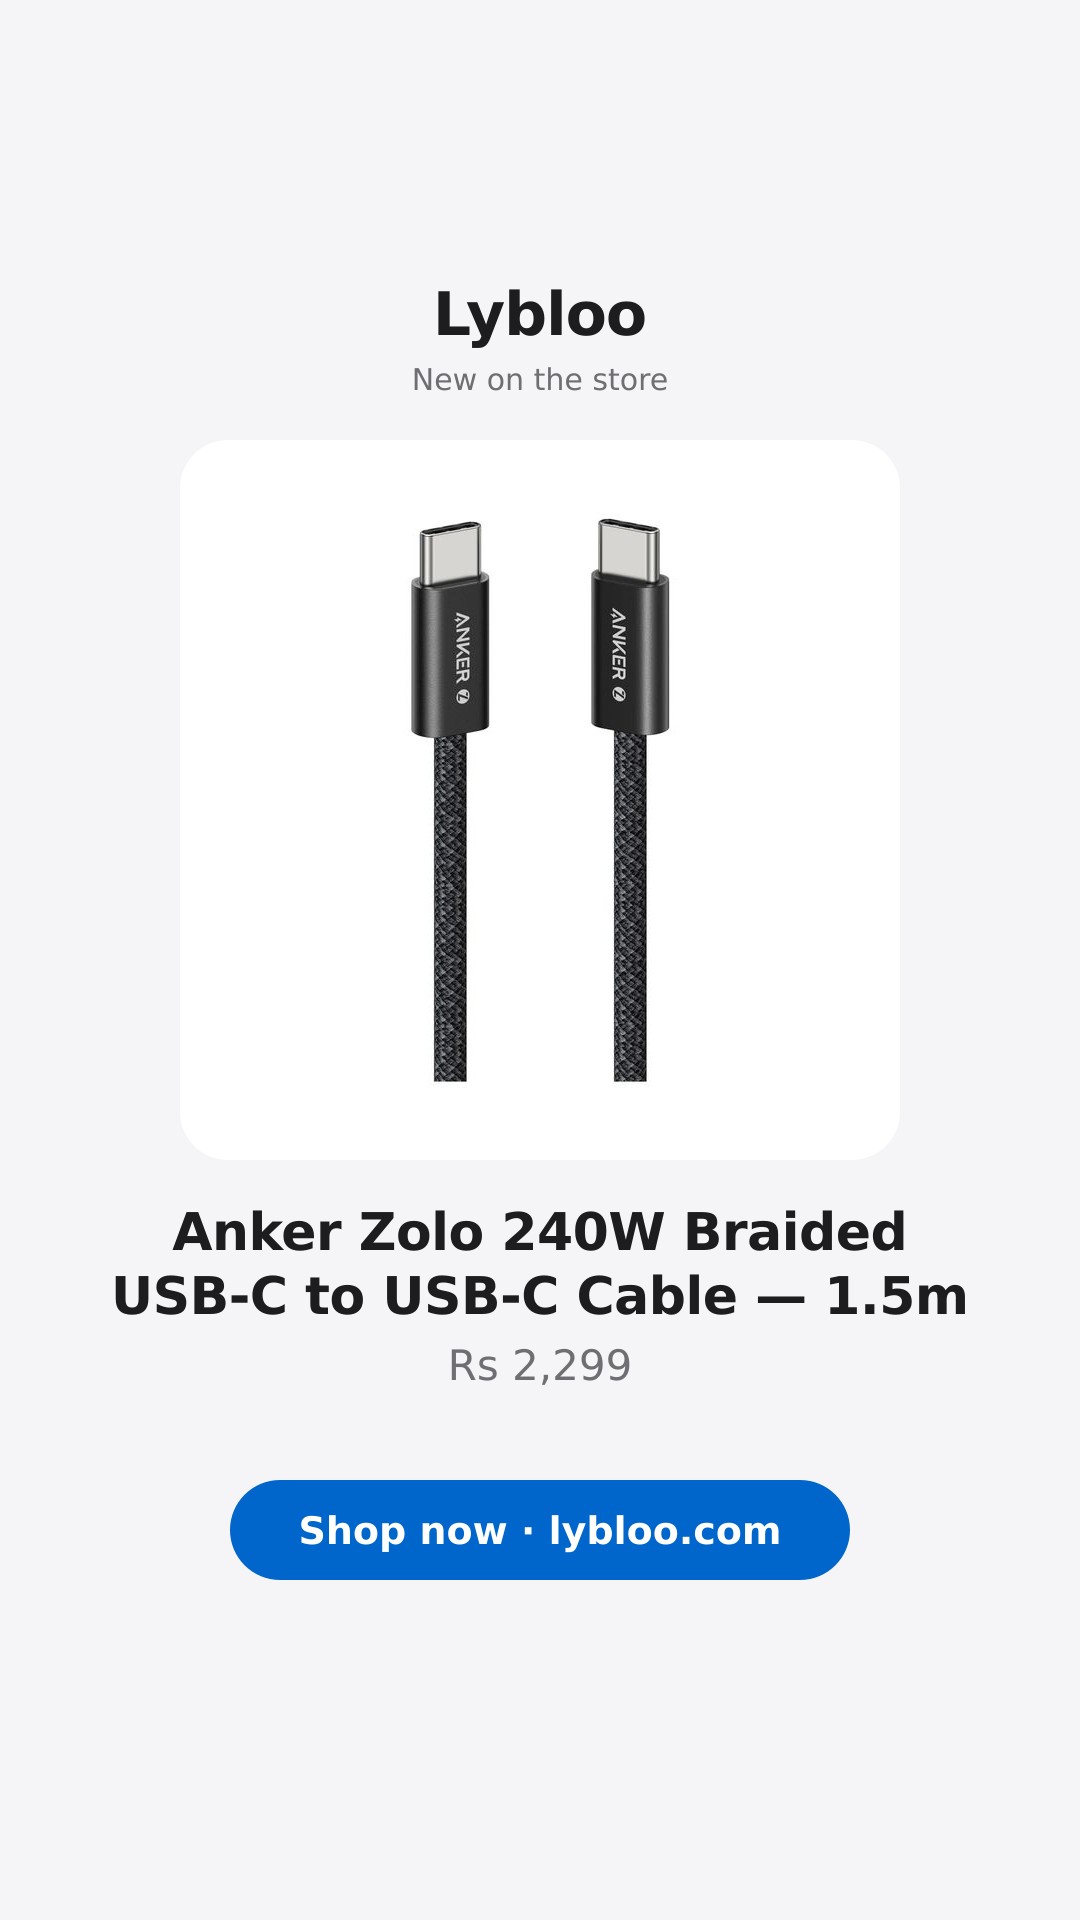 Lybloo
New on the store
ANKER
ANKER
Anker Zolo 240W Braided
USB-C to USB-C Cable — 1.5m
Rs 2,299
Shop now · lybloo.com